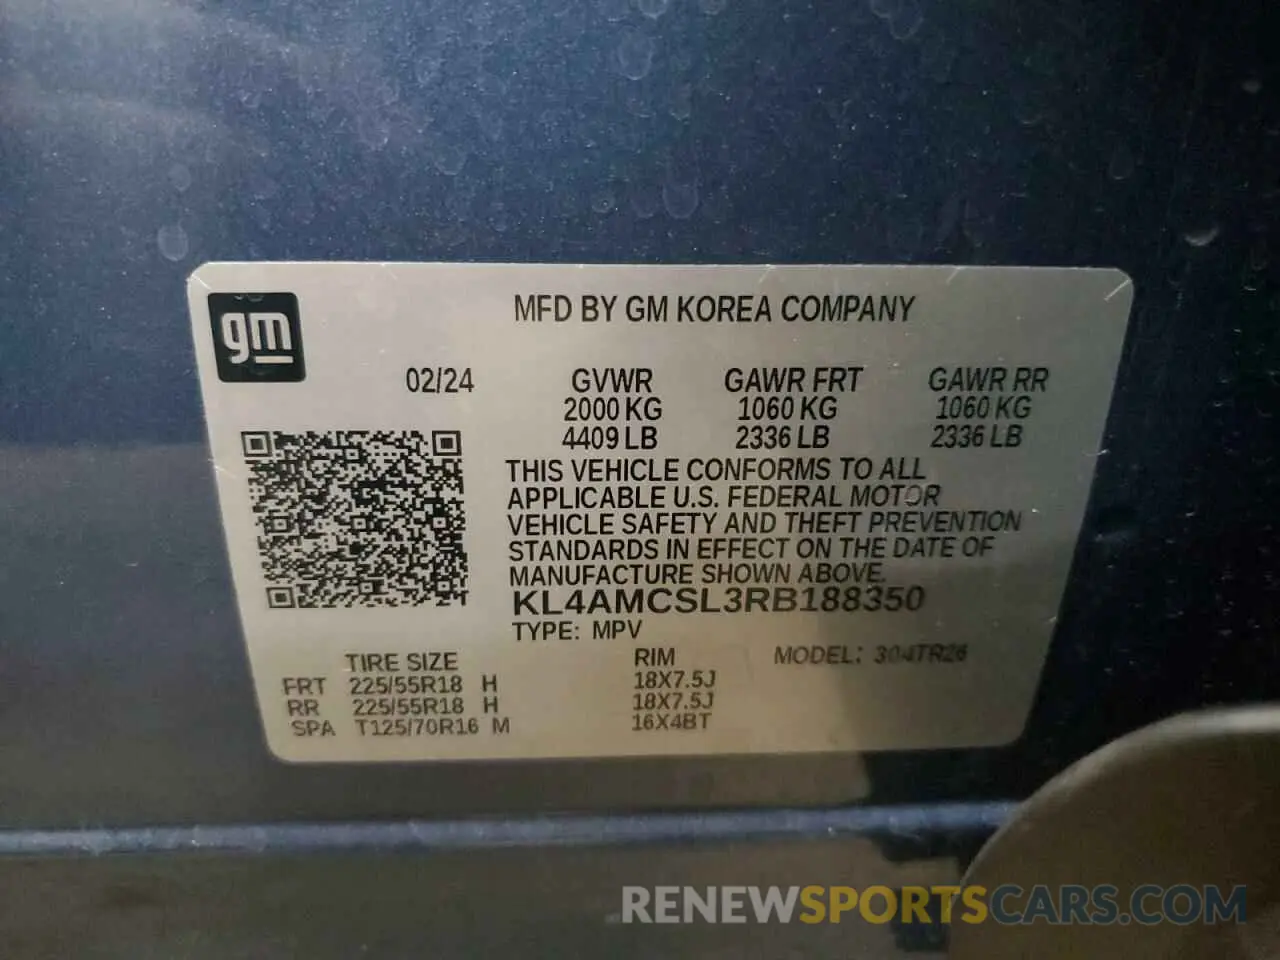 gm
MFD BY GM KOREA COMPANY
02/24 GVWR GAWR FRT GAWR RR
2000 KG 1060 KG 1060 KG
4409 LB 2336 LB 2336 LB
THIS VEHICLE CONFORMS TO ALL
APPLICABLE U.S. FEDERAL MOTOR
VEHICLE SAFETY AND THEFT PREVENTION
STANDARDS IN EFFECT ON THE DATE OF
MANUFACTURE SHOWN ABOVE.
KL4AMCSL3RB188350
TYPE: MPV
TIRE SIZE RIM MODEL: 304TR26
FRT 225/55R18 H 18X7.5J
RR 225/55R18 H 18X7.5J
SPA T125/70R16 M 16X4BT
RENEWSPORTSCARS.COM